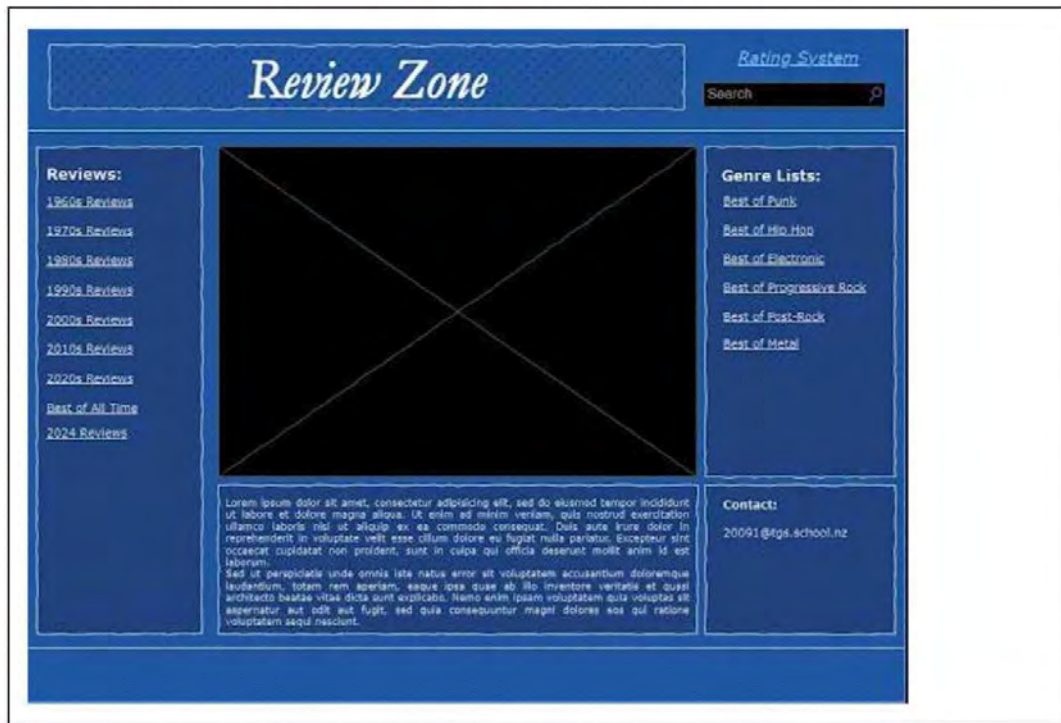 Review Zone
Rating System
Search
Reviews:
1960s Reviews
1970s Reviews
1980s Reviews
1990s Reviews
2000s Reviews
2010s Reviews
2020s Reviews
Best of All Time
2024 Reviews
Genre Lists:
Best of Punk
Best of Hip Hop
Best of Electronic
Best of Progressive Rock
Best of Post-Rock
Best of Metal
Lorem ipsum dolor sit amet, consectetur adipisicing elit, sed do eiusmod tempor incididunt
ut labore et dolore magna aliqua. Ut enim ad minim veniam, quis nostrud exercitation
ullamco laboris nisi ut aliquip ex ea commodo consequat. Duis aute irure dolor in
reprehenderit in voluptate velit esse cillum dolore eu fugiat nulla pariatur. Excepteur sint
occaecat cupidatat non proident, sunt in culpa qui officia deserunt mollit anim id est
laborum.
Sed ut perspiciatis unde omnis iste natus error sit voluptatem accusantium doloremque
laudantium, totam rem aperiam, eaque ipsa quae ab illo inventore veritatis et quasi
architecto beatae vitae dicta sunt explicabo. Nemo enim ipsam voluptatem quia voluptas sit
aspernatur aut odit aut fugit, sed quia consequuntur magni dolores eos qui ratione
voluptatem sequi nesciunt.
Contact:
20091@tgs.school.nz